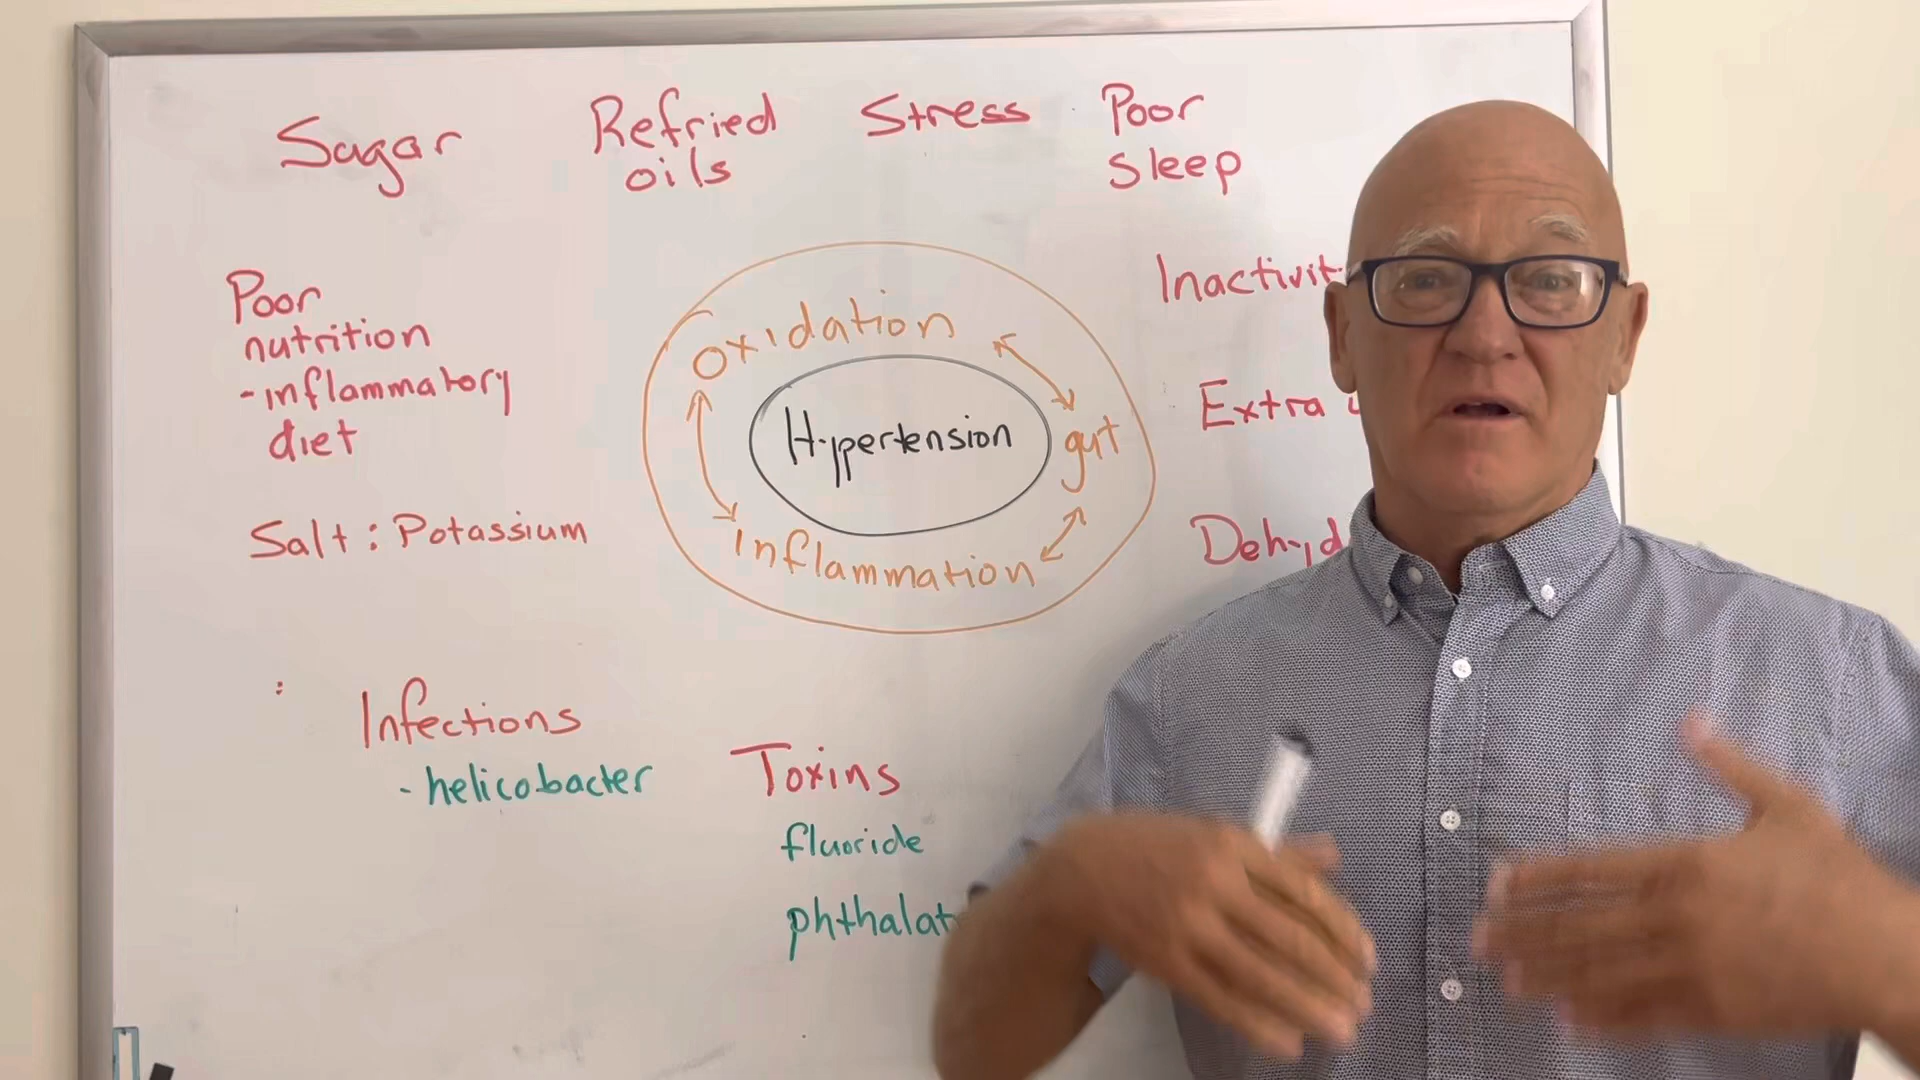 Sugar
Refried
oils
Stress
Poor
sleep
Poor
nutrition
- inflammatory
diet
Salt : Potassium
oxidation
Hypertension
gut
inflammation
Extra
Infections
- helicobacter
Toxins
fluoride